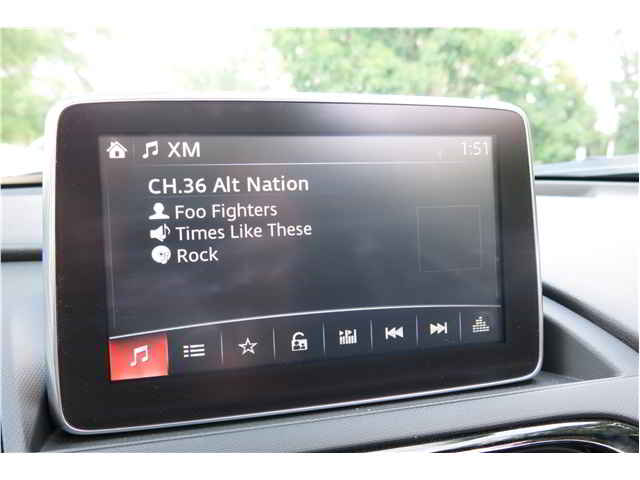 XM
1:51
CH.36 Alt Nation
Foo Fighters
Times Like These
Rock